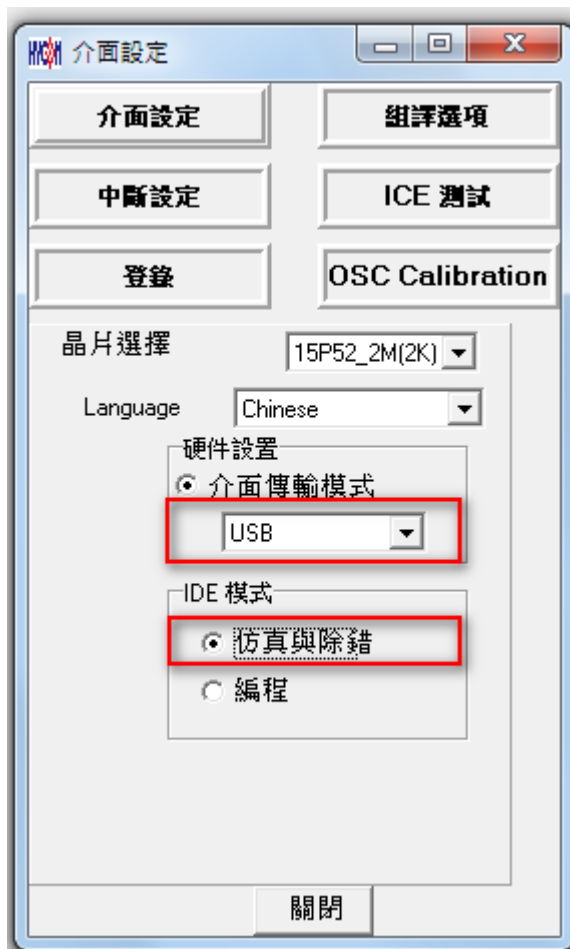 HYCON 介面設定
介面設定
組譯選項
中斷設定
ICE 測試
登錄
OSC Calibration
晶片選擇
15P52_2M(2K)
Language
Chinese
硬件設置
介面傳輸模式
USB
IDE 模式
仿真與除錯
編程
關閉